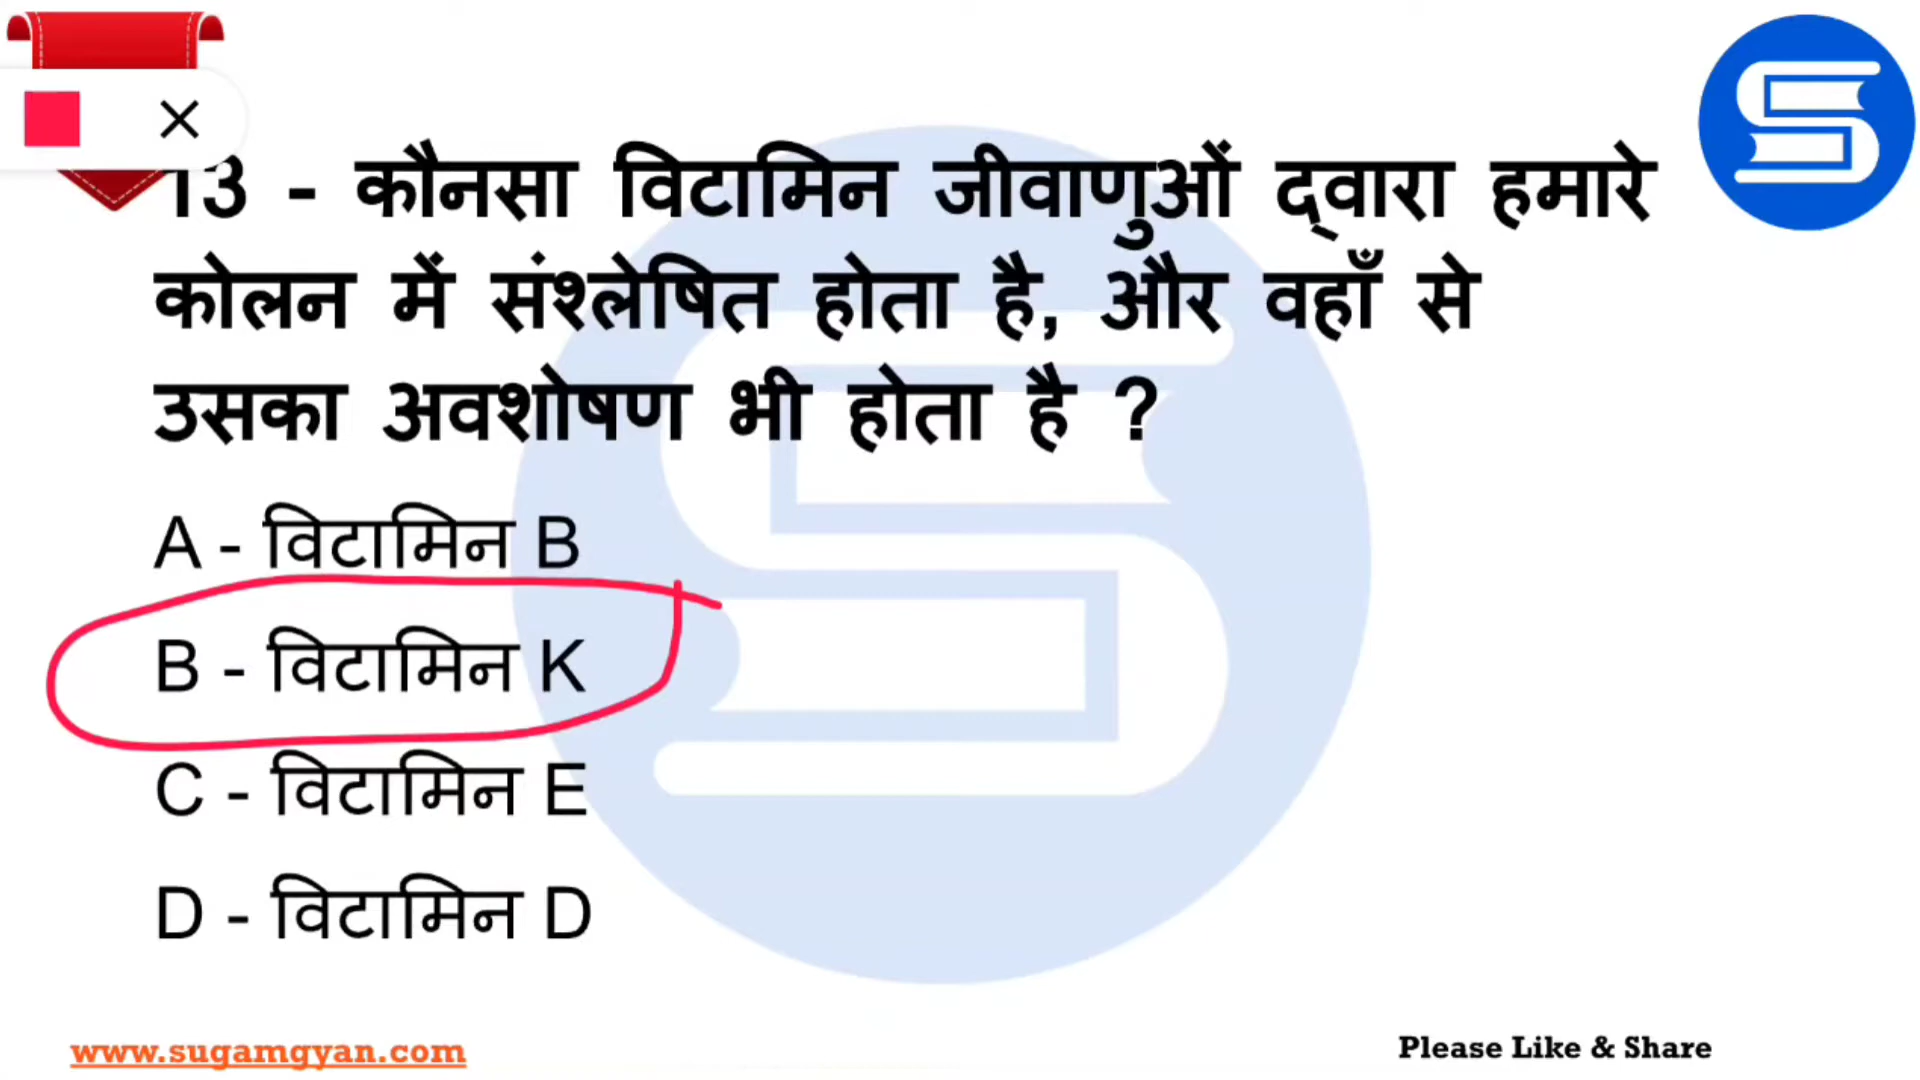 13 - कौनसा विटामिन जीवाणुओं द्वारा हमारे
कोलन में संश्लेषित होता है, और वहाँ से
उसका अवशोषण भी होता है ?
A - विटामिन B
B - विटामिन K
C - विटामिन E
D - विटामिन D
www.sugamgyan.com
Please Like & Share